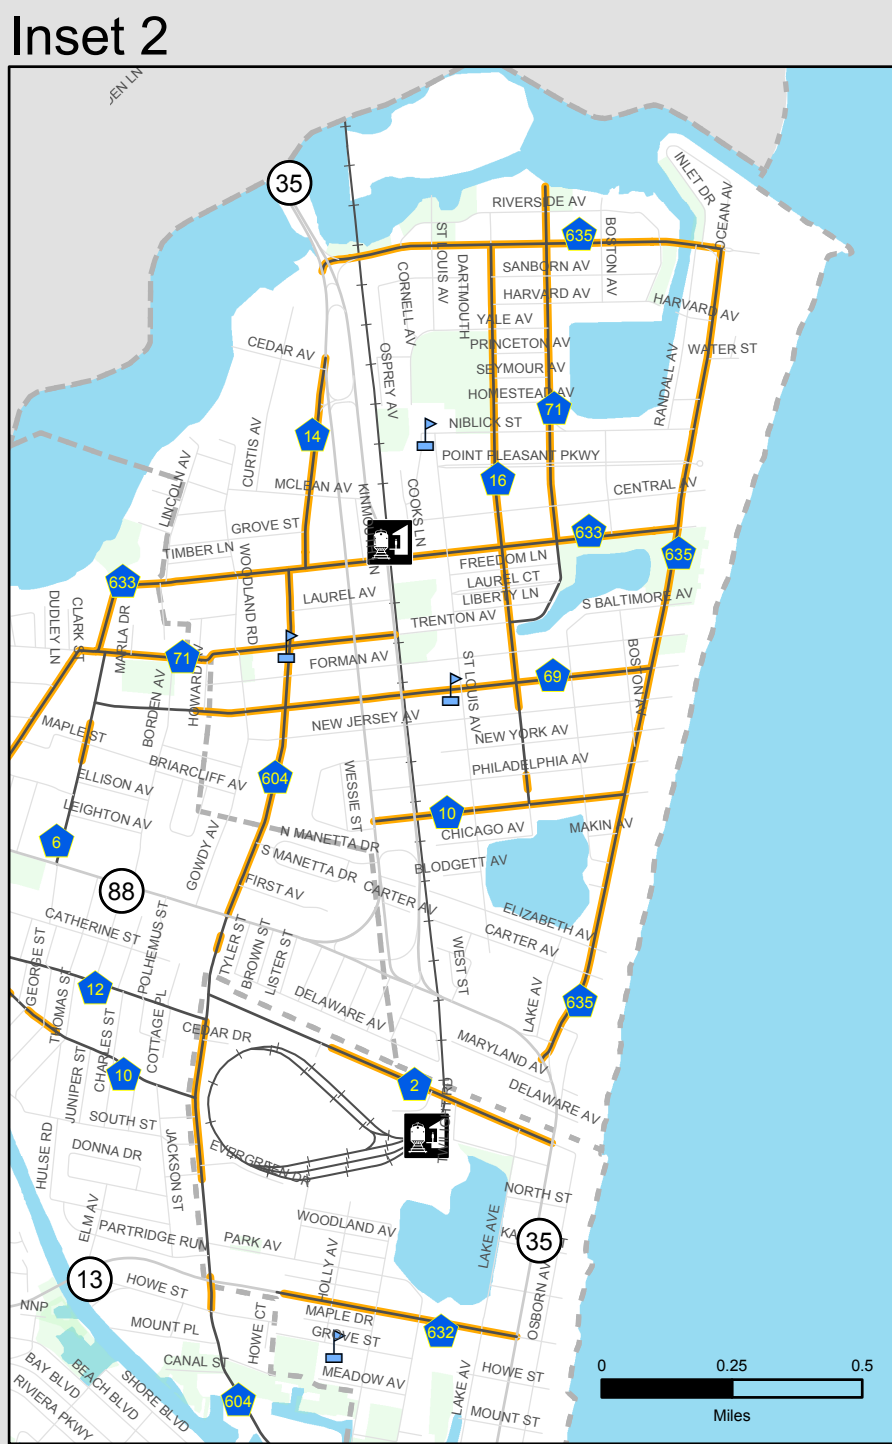 Inset 2
DEN LN
35
INLET DR
OCEAN AV
RIVERSIDE AV
635
BOSTON AV
ST LOUIS AV
DARTMOUTH
CORNELL AV
SANBORN AV
HARVARD AV
HARVARD AV
YALE AV
PRINCETON AV
WATER ST
CEDAR AV
OSPREY AV
SEYMOUR AV
RANDALL AV
HOMESTEAD AV
71
NIBLICK ST
14
CURTIS AV
LINCOLN AV
POINT PLEASANT PKWY
16
MCLEAN AV
CENTRAL AV
KINMOUTH LN
COOKS LN
GROVE ST
TIMBER LN
633
FREEDOM LN
635
633
WOODLAND RD
LAUREL CT
LIBERTY LN
LAUREL AV
S BALTIMORE AV
DUDLEY LN
CLARK ST
MARLA DR
TRENTON AV
71
FORMAN AV
ST LOUIS AV
69
BOSTON AV
BORDEN AV
HOWARD AV
NEW JERSEY AV
MAPLE ST
NEW YORK AV
BRIARCLIFF AV
604
WESSIE ST
PHILADELPHIA AV
ELLISON AV
LEIGHTON AV
10
6
GOWDY AV
N MANETTA DR
CHICAGO AV
MAKIN AV
S MANETTA DR
BLODGETT AV
88
FIRST AV
CARTER AV
CATHERINE ST
POLHEMUS ST
ELIZABETH AV
CARTER AV
GEORGE ST
TYLER ST
BROWN ST
LISTER ST
WEST ST
12
THOMAS ST
COTTAGE PL
DELAWARE AV
LAKE AV
635
CEDAR DR
MARYLAND AV
CHARLES ST
JUNIPER ST
10
2
DELAWARE AV
TWILIGHT RD
SOUTH ST
HULSE RD
DONNA DR
JACKSON ST
EVERGREEN DR
NORTH ST
ELM AV
PARTRIDGE RUN
PARK AV
WOODLAND AV
LAKE AVE
35
13
HOWE ST
HOLLY AV
OSBORN AV
NNP
MOUNT PL
HOWE CT
MAPLE DR
GROVE ST
632
CANAL ST
MEADOW AV
LAKE AV
HOWE ST
BAY BLVD
BEACH BLVD
SHORE BLVD
RIVIERA PKWY
604
MOUNT ST
0 0.25 0.5
Miles